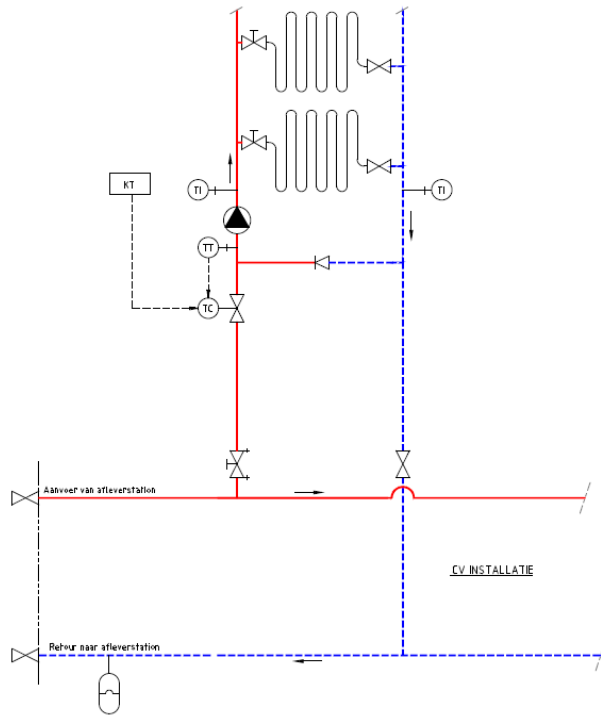 KT
TI
TI
TT
TC
Aanvoer van afleverstation
CV INSTALLATIE
Retour naar afleverstation